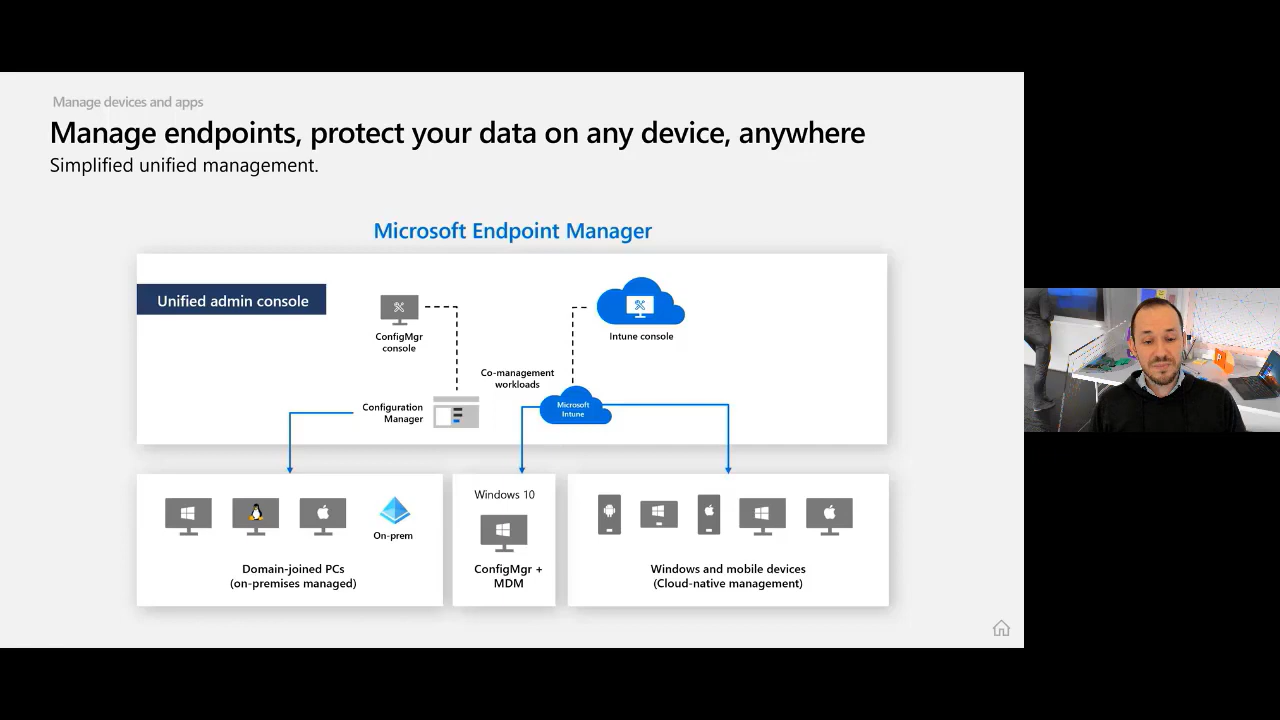 Manage devices and apps
Manage endpoints, protect your data on any device, anywhere
Simplified unified management.
Microsoft Endpoint Manager
Unified admin console
ConfigMgr
console
Intune console
Co-management
workloads
Configuration
Manager
Microsoft
Intune
On-prem
Domain-joined PCs
(on-premises managed)
Windows 10
ConfigMgr +
MDM
Windows and mobile devices
(Cloud-native management)